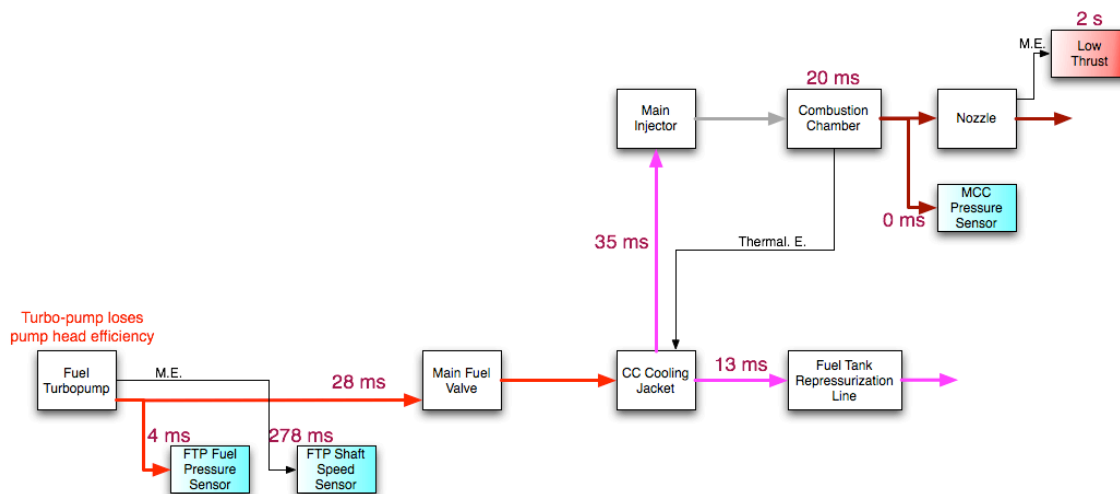 2 s
M.E.
Low
Thrust
20 ms
Main
Injector
Combustion
Chamber
Nozzle
MCC
Pressure
Sensor
0 ms
35 ms
Thermal. E.
Turbo-pump loses
pump head efficiency
Fuel
Turbopump
M.E.
28 ms
Main Fuel
Valve
CC Cooling
Jacket
13 ms
Fuel Tank
Repressurization
Line
4 ms
278 ms
FTP Fuel
Pressure
Sensor
FTP Shaft
Speed
Sensor